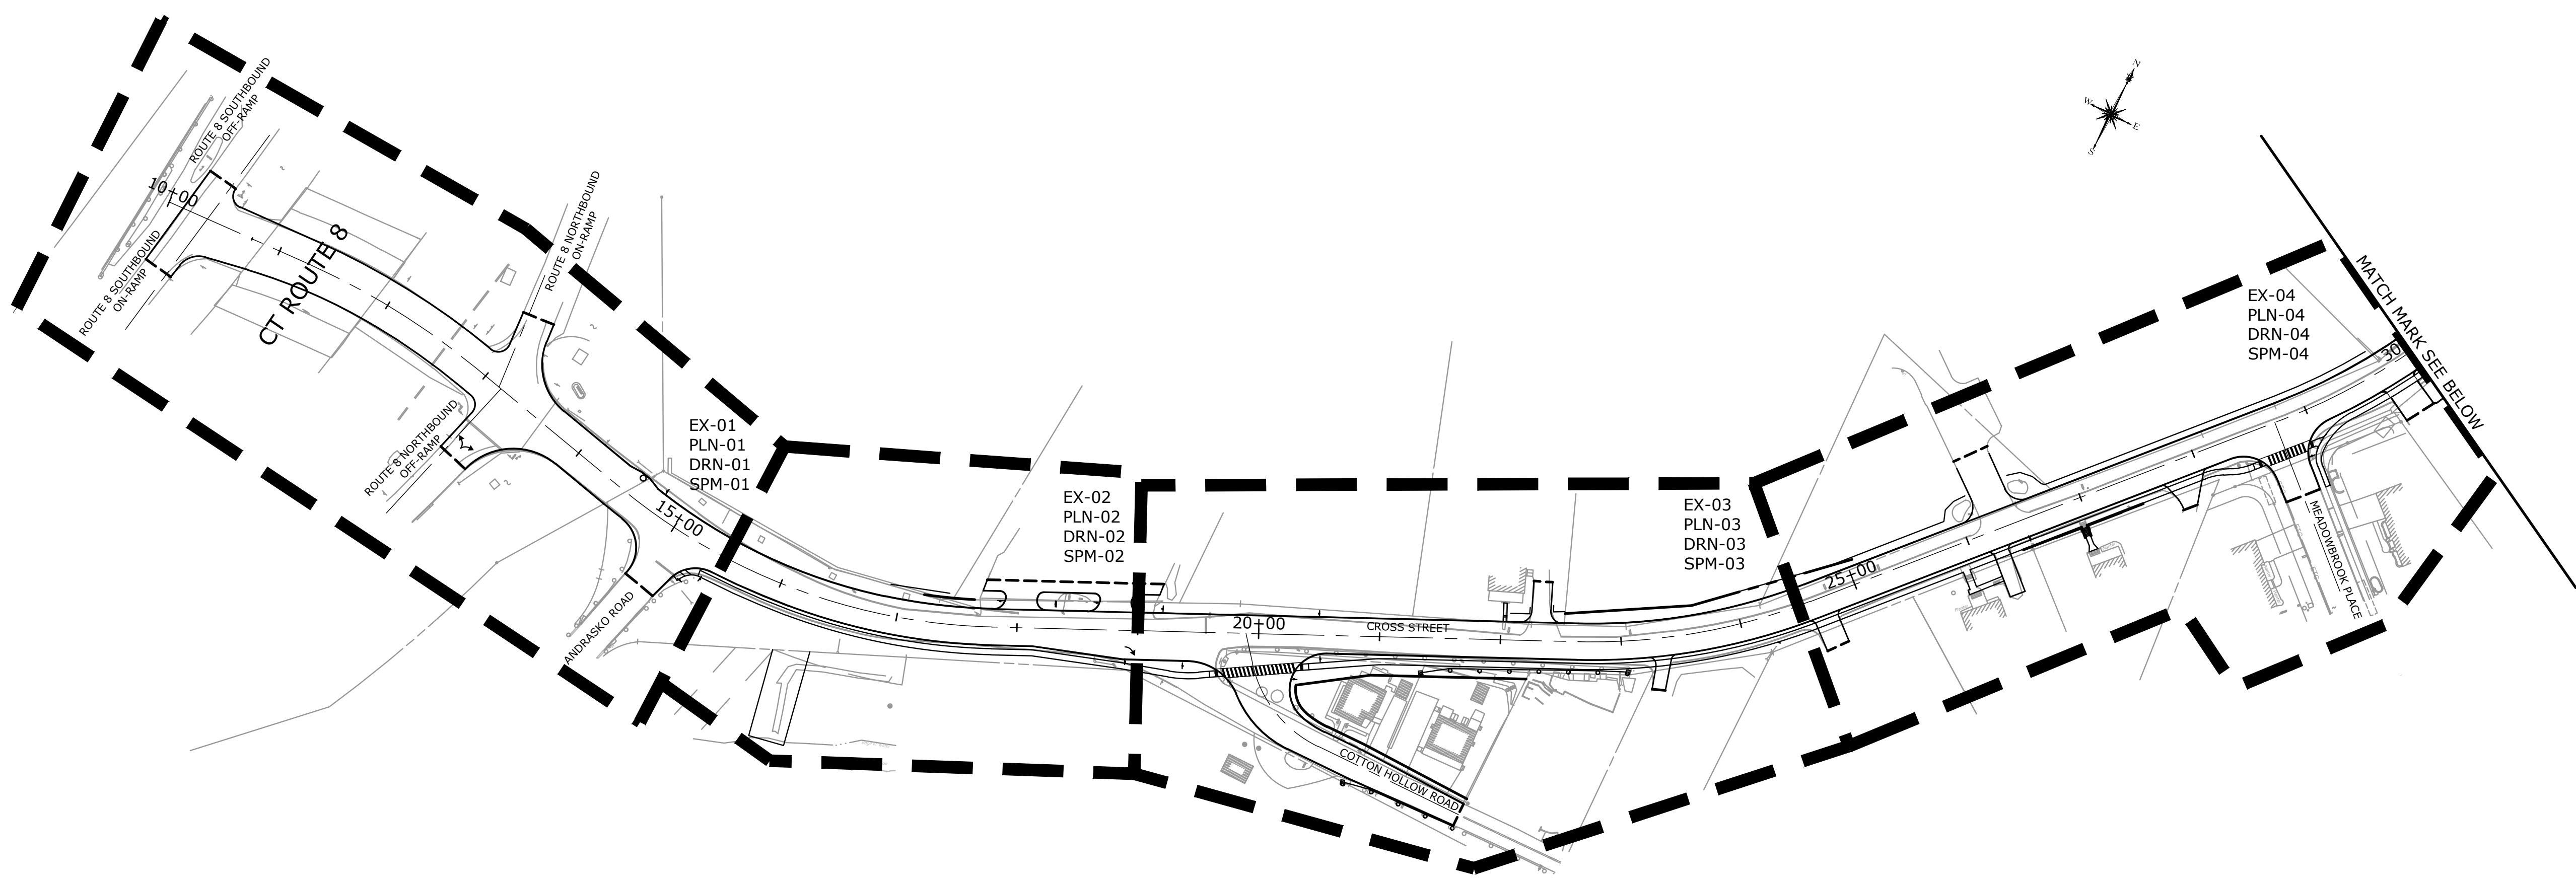 ROUTE 8 SOUTHBOUND
OFF-RAMP
10+00
ROUTE 8 SOUTHBOUND
ON-RAMP
CT ROUTE 8
ROUTE 8 NORTHBOUND
ON-RAMP
ROUTE 8 NORTHBOUND
OFF-RAMP
EX-01
PLN-01
DRN-01
SPM-01
15+00
ANDRASKO ROAD
EX-02
PLN-02
DRN-02
SPM-02
20+00
CROSS STREET
COTTON HOLLOW ROAD
EX-03
PLN-03
DRN-03
SPM-03
25+00
N
W
E
S
EX-04
PLN-04
DRN-04
SPM-04
30
MEADOWBROOK PLACE
MATCH MARK SEE BELOW